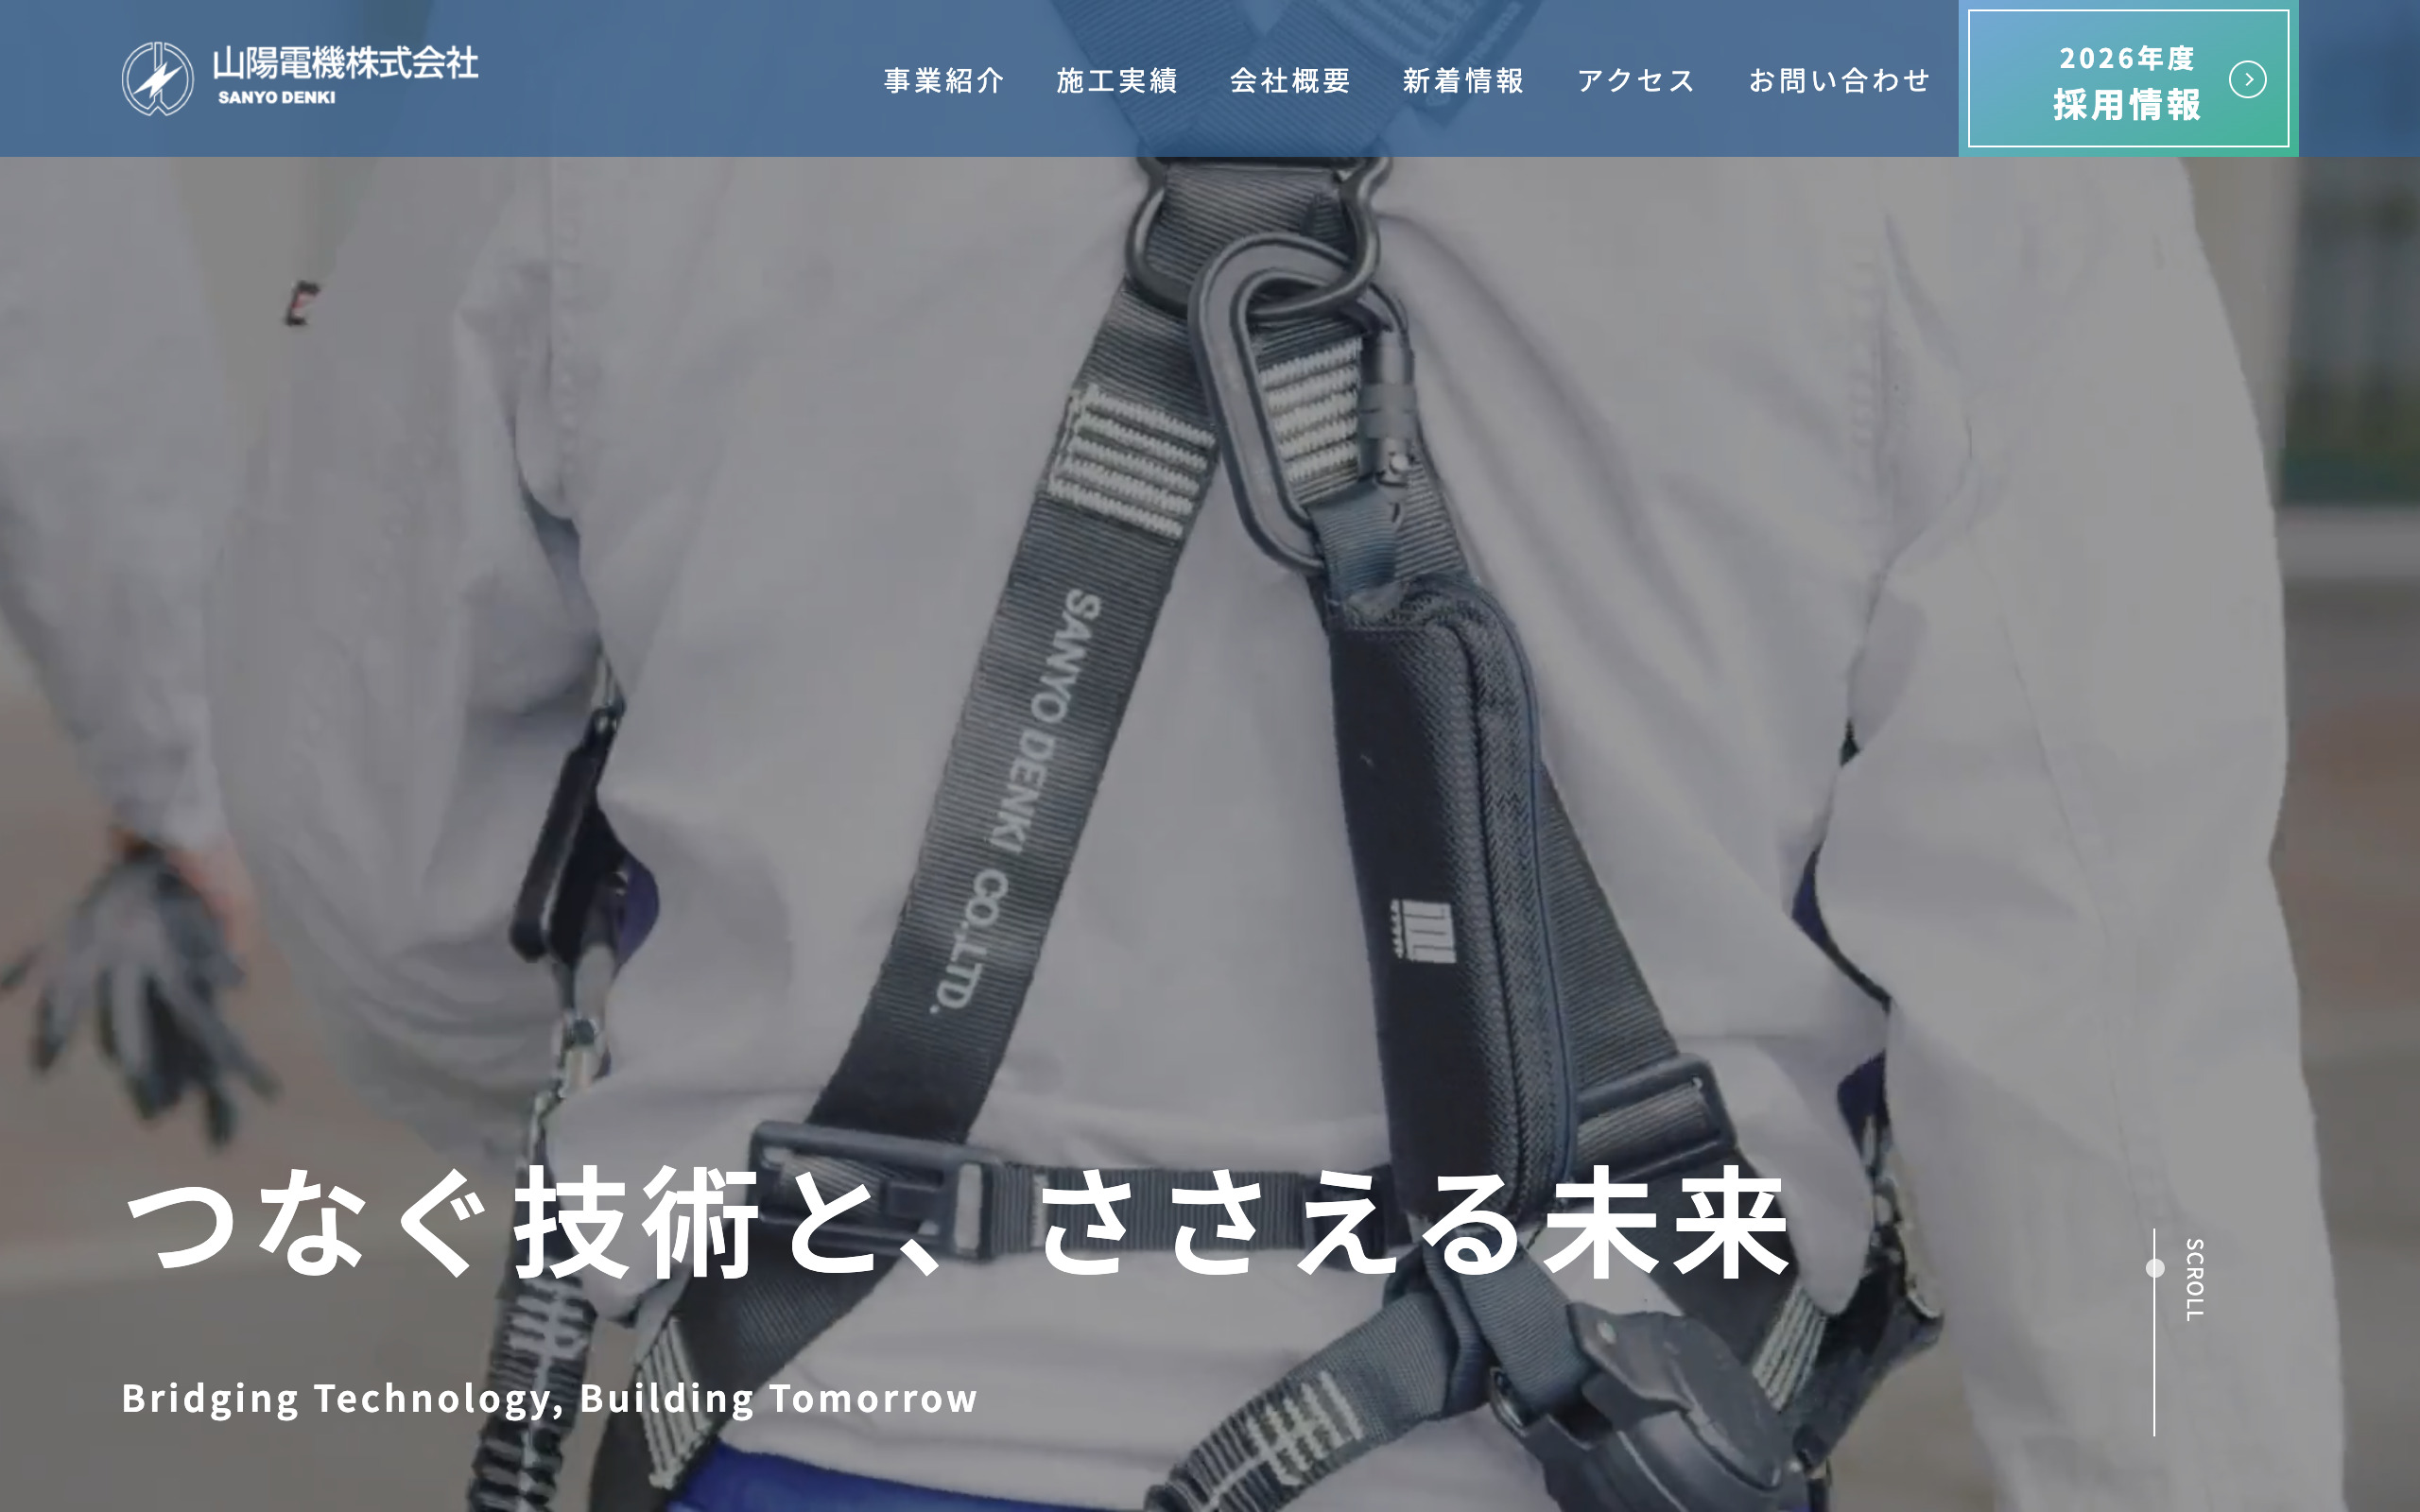 山陽電機株式会社
SANYO DENKI
事業紹介
施工実績
会社概要
新着情報
アクセス
お問い合わせ
2026年度
採用情報
SANYO DENKI CO.,LTD.
つなぐ技術と、ささえる未来
Bridging Technology, Building Tomorrow
SCROLL